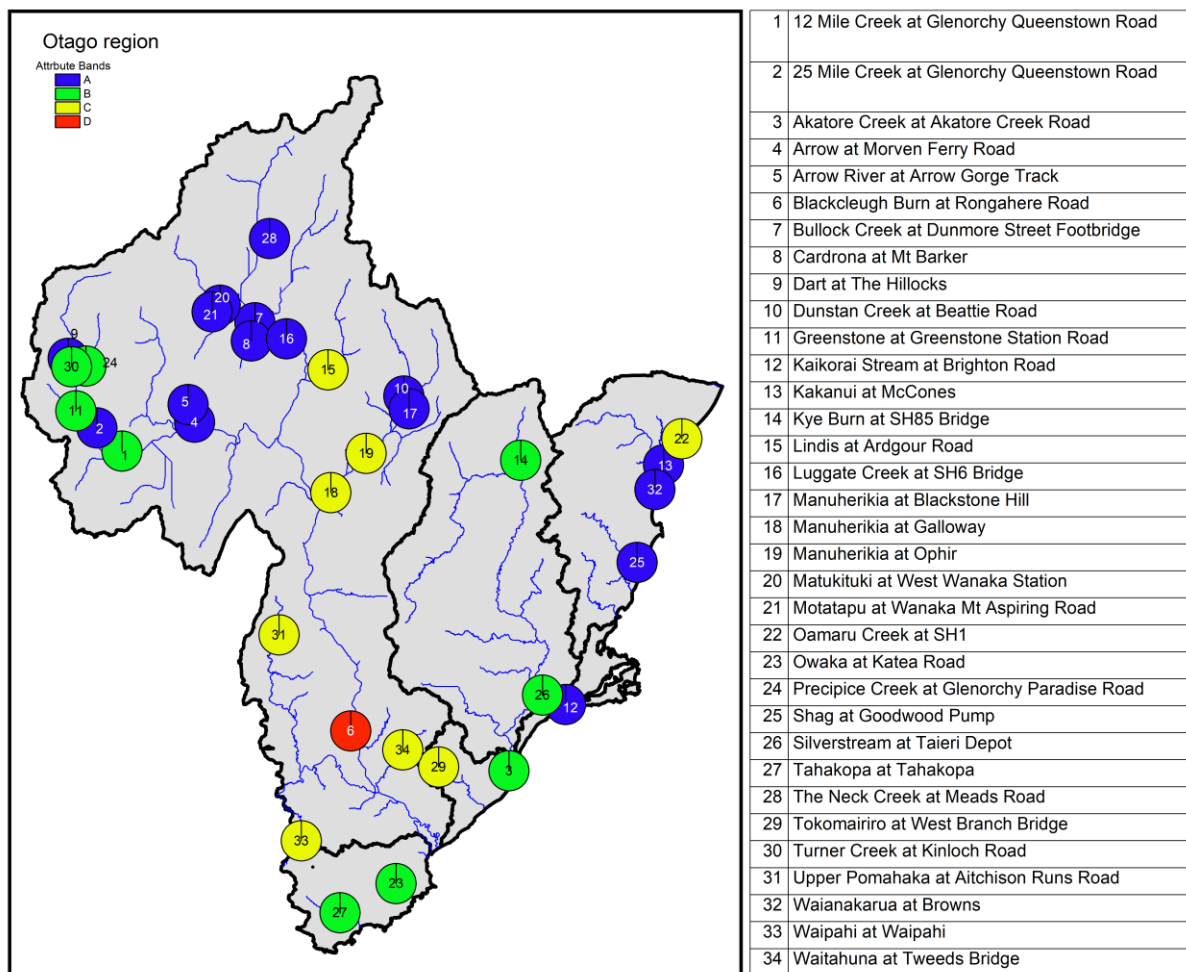 Otago region
Attrbute Bands
A
B
C
D
28
20
21
7
8
16
9
30
24
15
10
17
5
11
4
2
1
19
18
14
22
13
32
25
31
26
12
6
34
29
3
33
23
27
1 12 Mile Creek at Glenorchy Queenstown Road
2 25 Mile Creek at Glenorchy Queenstown Road
3 Akatore Creek at Akatore Creek Road
4 Arrow at Morven Ferry Road
5 Arrow River at Arrow Gorge Track
6 Blackcleugh Burn at Rongahere Road
7 Bullock Creek at Dunmore Street Footbridge
8 Cardrona at Mt Barker
9 Dart at The Hillocks
10 Dunstan Creek at Beattie Road
11 Greenstone at Greenstone Station Road
12 Kaikorai Stream at Brighton Road
13 Kakanui at McCones
14 Kye Burn at SH85 Bridge
15 Lindis at Ardgour Road
16 Luggate Creek at SH6 Bridge
17 Manuherikia at Blackstone Hill
18 Manuherikia at Galloway
19 Manuherikia at Ophir
20 Matukituki at West Wanaka Station
21 Motatapu at Wanaka Mt Aspiring Road
22 Oamaru Creek at SH1
23 Owaka at Katea Road
24 Precipice Creek at Glenorchy Paradise Road
25 Shag at Goodwood Pump
26 Silverstream at Taieri Depot
27 Tahakopa at Tahakopa
28 The Neck Creek at Meads Road
29 Tokomairiro at West Branch Bridge
30 Turner Creek at Kinloch Road
31 Upper Pomahaka at Aitchison Runs Road
32 Waianakarua at Browns
33 Waipahi at Waipahi
34 Waitahuna at Tweeds Bridge